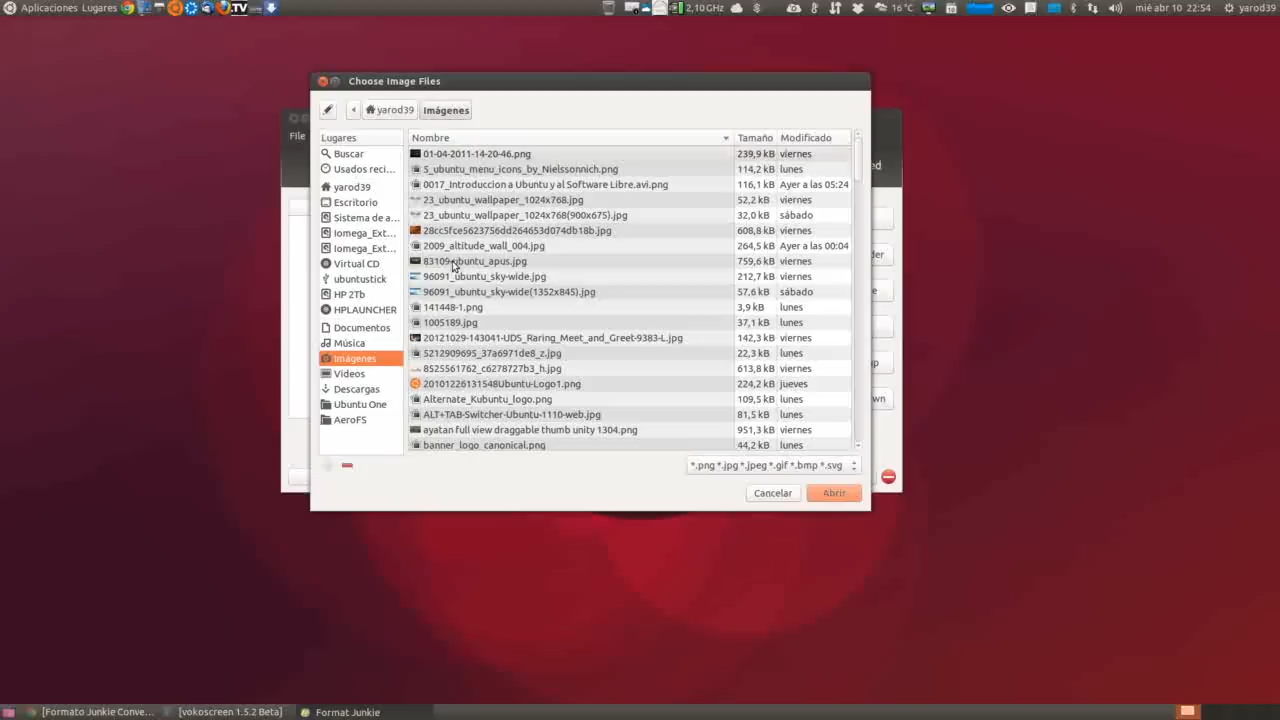 Aplicaciones Lugares
2,10 GHz
16 °C
mié abr 10 22:54
yarod39
Choose Image Files
yarod39
Imágenes
File
ed
Lugares
Buscar
Usados reci...
yarod39
Escritorio
Sistema de a...
Iomega_Ext...
Iomega_Ext...
Virtual CD
ubuntustick
HP 2Tb
HPLAUNCHER
Documentos
Música
Imágenes
Vídeos
Descargas
Ubuntu One
AeroFS
Nombre Tamaño Modificado
01-04-2011-14-20-46.png 239,9 kB viernes
5_ubuntu_menu_icons_by_Nielssonnich.png 114,2 kB lunes
0017_Introduccion a Ubuntu y al Software Libre.avi.png 116,1 kB Ayer a las 05:24
23_ubuntu_wallpaper_1024x768.jpg 52,2 kB viernes
23_ubuntu_wallpaper_1024x768(900x675).jpg 32,0 kB sábado
28cc5fce5623756dd264653d074db18b.jpg 608,8 kB viernes
2009_altitude_wall_004.jpg 264,5 kB Ayer a las 00:04
83109-ubuntu_apus.jpg 759,6 kB viernes
96091_ubuntu_sky-wide.jpg 212,7 kB viernes
96091_ubuntu_sky-wide(1352x845).jpg 57,6 kB sábado
141448-1.png 3,9 kB lunes
1005189.jpg 37,1 kB lunes
20121029-143041-UDS_Raring_Meet_and_Greet-9383-L.jpg 142,3 kB viernes
5212909695_37a6971de8_z.jpg 22,3 kB lunes
8525561762_c6278727b3_h.jpg 613,8 kB viernes
20101226131548Ubuntu-Logo1.png 224,2 kB jueves
Alternate_Kubuntu_logo.png 109,5 kB lunes
ALT+TAB-Switcher-Ubuntu-1110-web.jpg 81,5 kB lunes
ayatan full view draggable thumb unity 1304.png 951,3 kB viernes
banner_logo_canonical.png 44,2 kB lunes
der
e
p
wn
*.png *.jpg *.jpeg *.gif *.bmp *.svg
Cancelar
Abrir
[Formato Junkie Conve...
[vokoscreen 1.5.2 Beta]
Format Junkie